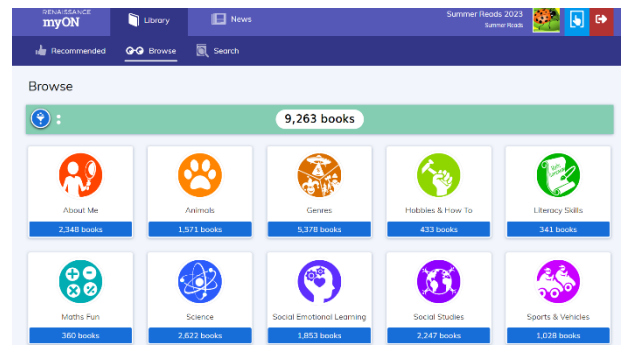 RENAISSANCE
myON
Library
News
Summer Reads 2023
Summer Reads
Recommended
Browse
Search
Browse
:
9,263 books
About Me
Animals
Genres
Hobbies & How To
Literacy Skills
2,348 books
1,571 books
5,378 books
433 books
341 books
Maths Fun
Science
Social Emotional Learning
Social Studies
Sports & Vehicles
360 books
2,622 books
1,853 books
2,247 books
1,028 books